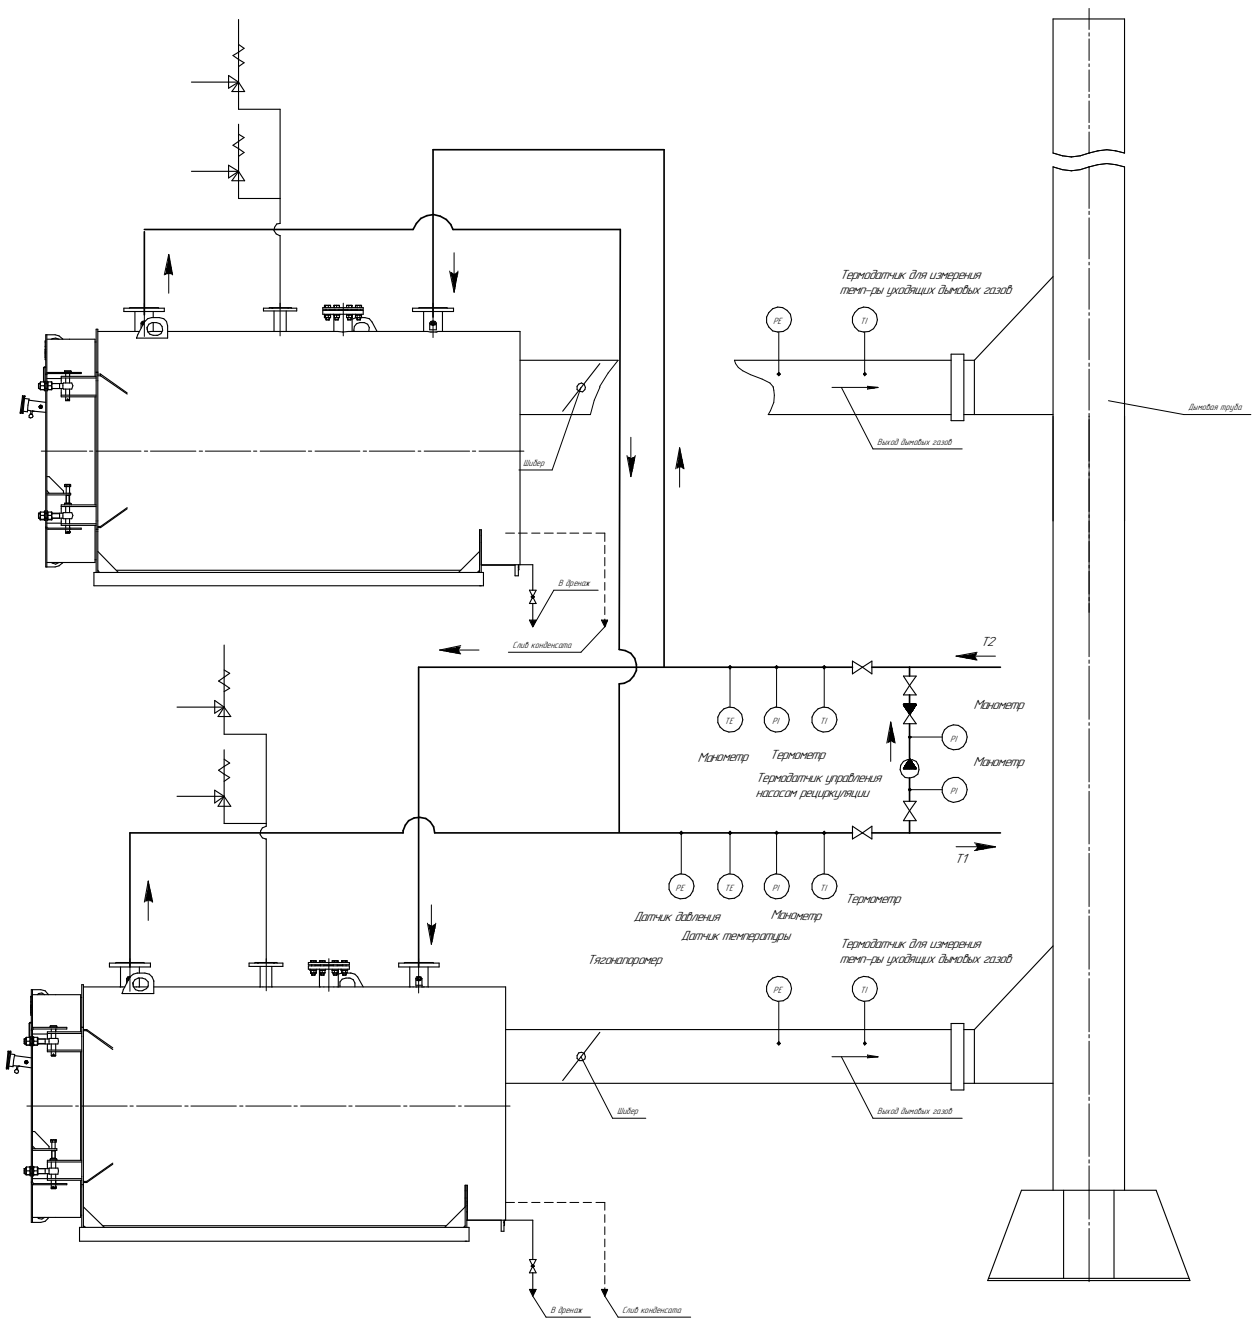 Термодатчик для измерения
темп-ры уходящих дымовых газов
PE
TI
Дымовая труба
Выход дымовых газов
Шибер
В дренаж
Слив конденсата
T2
TE
PI
TI
Манометр
PI
Манометр
Термометр
Манометр
Термодатчик управления
насосом рециркуляции
PI
T1
PE
TE
PI
TI
Термометр
Датчик давления
Манометр
Датчик температуры
Тягонапоромер
Термодатчик для измерения
темп-ры уходящих дымовых газов
PE
TI
Шибер
Выход дымовых газов
В дренаж
Слив конденсата